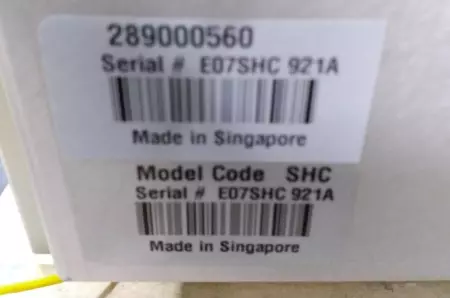 289000560
Serial # E07SHC 921A
Made in Singapore
Model Code SHC
Serial # E07SHC 921A
Made in Singapore